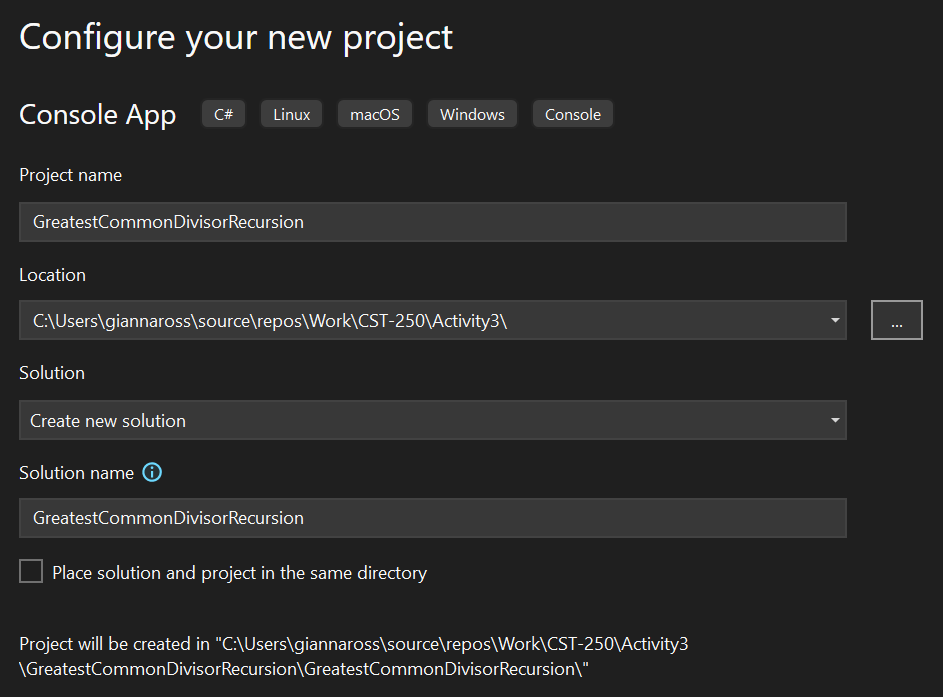 Configure your new project
Console App C# Linux macOS Windows Console
Project name
GreatestCommonDivisorRecursion
Location
C:\Users\giannaross\source\repos\Work\CST-250\Activity3\
...
Solution
Create new solution
Solution name
GreatestCommonDivisorRecursion
Place solution and project in the same directory
Project will be created in "C:\Users\giannaross\source\repos\Work\CST-250\Activity3
\GreatestCommonDivisorRecursion\GreatestCommonDivisorRecursion\"